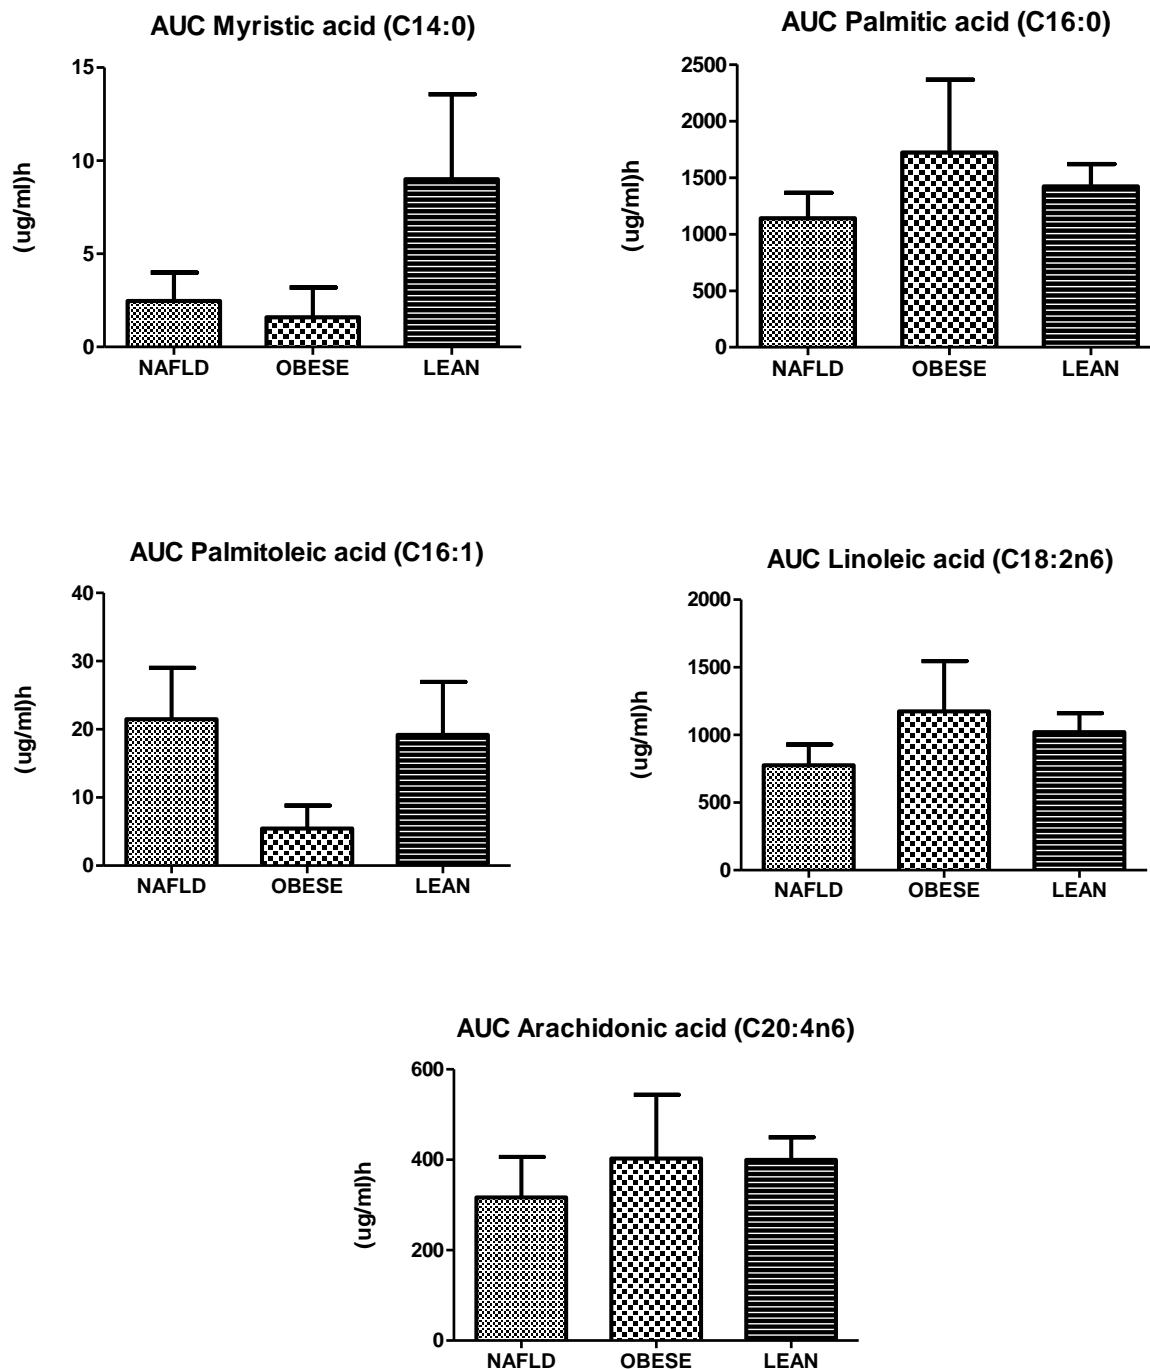 AUC Myristic acid (C14:0)
15
10
5
0
(ug/ml)h
NAFLD OBESE LEAN
AUC Palmitic acid (C16:0)
2500
2000
1500
1000
500
0
(ug/ml)h
NAFLD OBESE LEAN
AUC Palmitoleic acid (C16:1)
40
30
20
10
0
(ug/ml)h
NAFLD OBESE LEAN
AUC Linoleic acid (C18:2n6)
2000
1500
1000
500
0
(ug/ml)h
NAFLD OBESE LEAN
AUC Arachidonic acid (C20:4n6)
600
400
200
0
(ug/ml)h
NAFLD OBESE LEAN